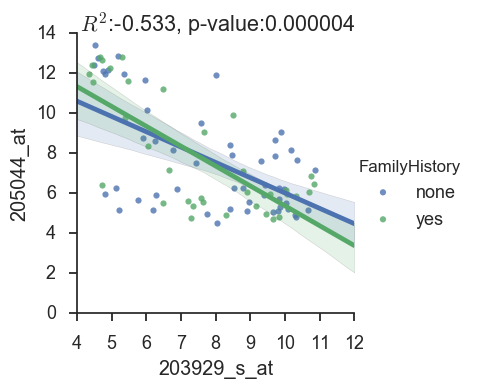 R²:-0.533, p-value:0.000004
14
12
10
8
6
4
2
0
205044_at
4 5 6 7 8 9 10 11 12
203929_s_at
FamilyHistory
none
yes